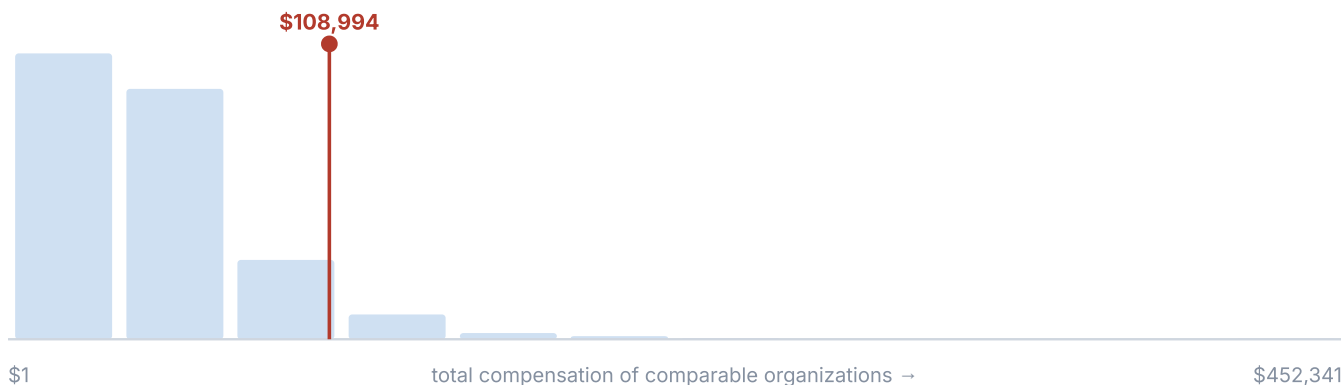 $108,994
$1
total compensation of comparable organizations →
$452,341